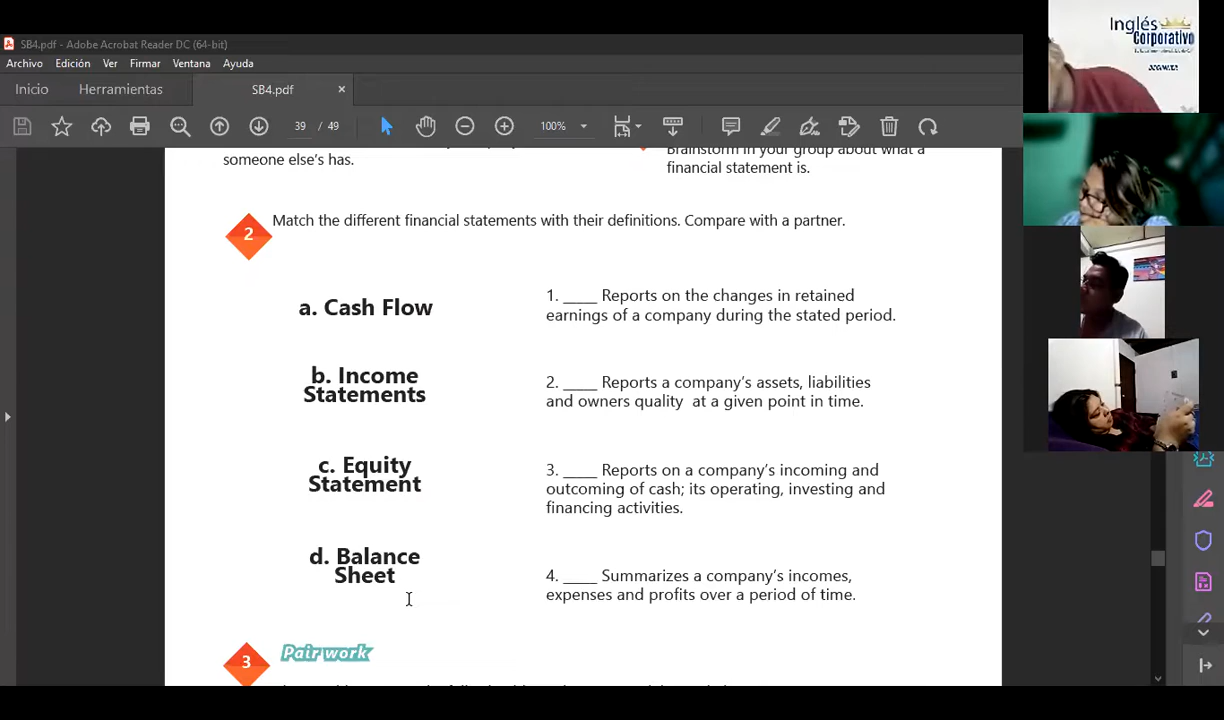 SB4.pdf - Adobe Acrobat Reader DC (64-bit)
Archivo Edición Ver Firmar Ventana Ayuda
Inicio Herramientas SB4.pdf ×
39 / 49 100%
someone else's has.
Brainstorm in your group about what a
financial statement is.
2 Match the different financial statements with their definitions. Compare with a partner.
a. Cash Flow
1. ____ Reports on the changes in retained
earnings of a company during the stated period.
b. Income
Statements
2. ____ Reports a company's assets, liabilities
and owners quality at a given point in time.
c. Equity
Statement
3. ____ Reports on a company's incoming and
outcoming of cash; its operating, investing and
financing activities.
d. Balance
Sheet
4. ____ Summarizes a company's incomes,
expenses and profits over a period of time.
3 Pair work
Inglés
Corporativo